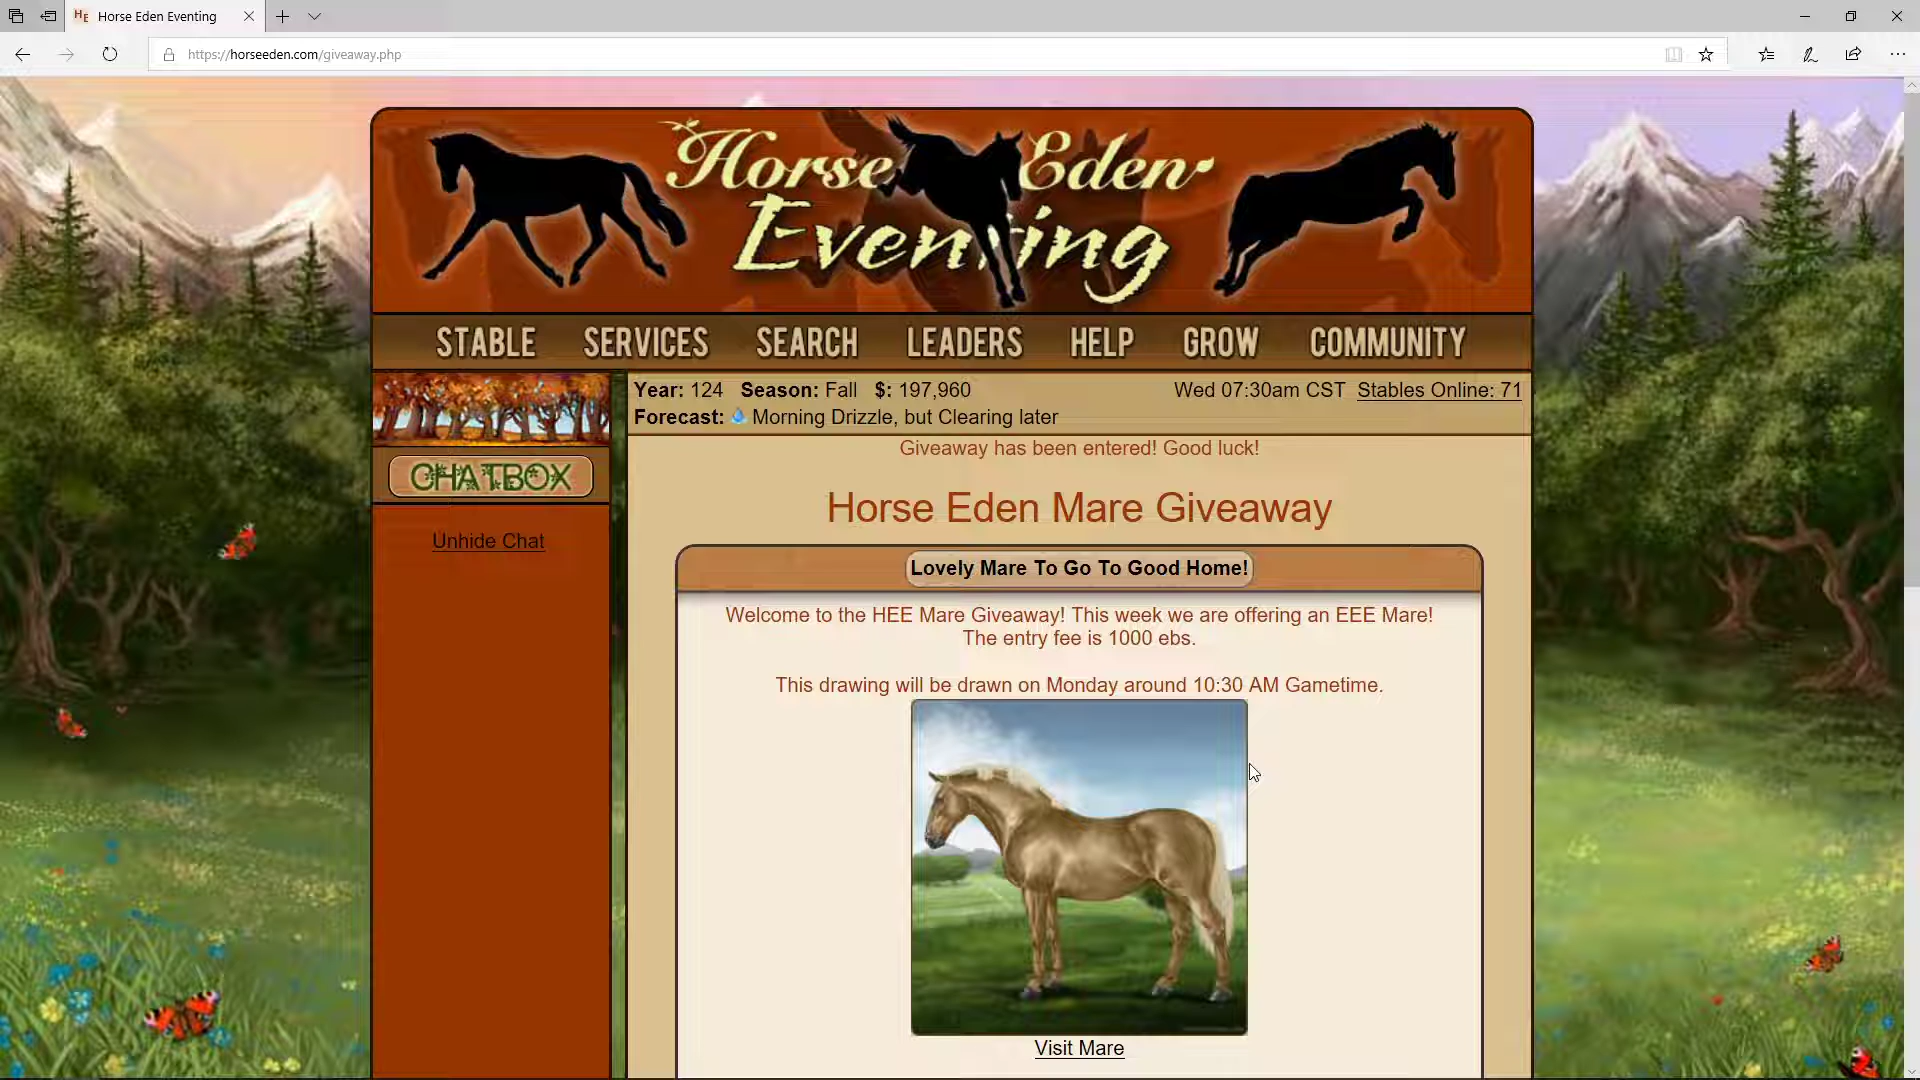 Horse Eden Eventing
https://horseeden.com/giveaway.php
Horse Eden
Eventing
STABLE SERVICES SEARCH LEADERS HELP GROW COMMUNITY
Year: 124 Season: Fall $: 197,960 Wed 07:30am CST Stables Online: 71
Forecast: Morning Drizzle, but Clearing later
Giveaway has been entered! Good luck!
CHATBOX
Unhide Chat
Horse Eden Mare Giveaway
Lovely Mare To Go To Good Home!
Welcome to the HEE Mare Giveaway! This week we are offering an EEE Mare!
The entry fee is 1000 ebs.
This drawing will be drawn on Monday around 10:30 AM Gametime.
Visit Mare